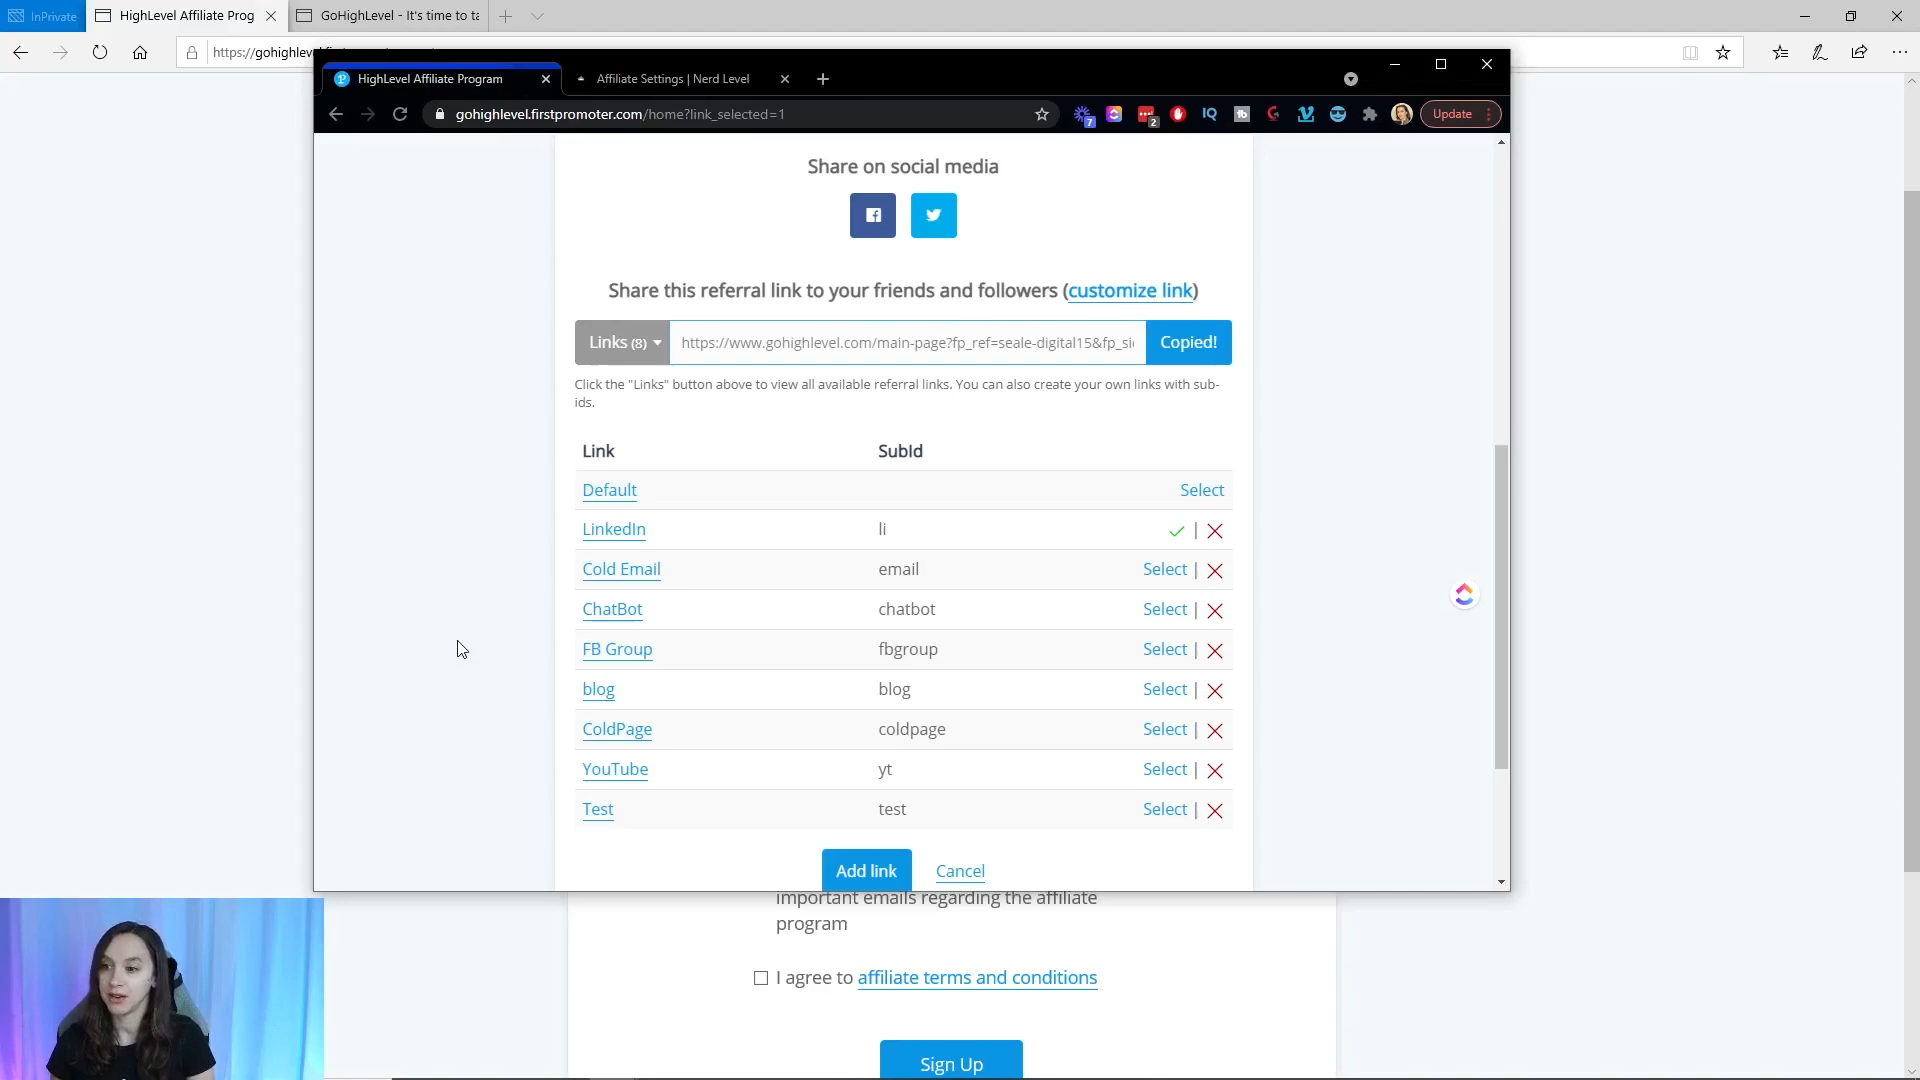 InPrivate
HighLevel Affiliate Prog
GoHighLevel - It's time to ta
https://gohighlevel.
HighLevel Affiliate Program
Affiliate Settings | Nerd Level
gohighlevel.firstpromoter.com/home?link_selected=1
7
2
IQ
tb
Update
Share on social media
Share this referral link to your friends and followers (customize link)
Links (8)
https://www.gohighlevel.com/main-page?fp_ref=seale-digital15&fp_si
Copied!
Click the "Links" button above to view all available referral links. You can also create your own links with sub-
ids.
Link SubId
Default Select
LinkedIn li |
Cold Email email Select |
ChatBot chatbot Select |
FB Group fbgroup Select |
blog blog Select |
ColdPage coldpage Select |
YouTube yt Select |
Test test Select |
Add link Cancel
important emails regarding the affiliate
program
I agree to affiliate terms and conditions
Sign Up